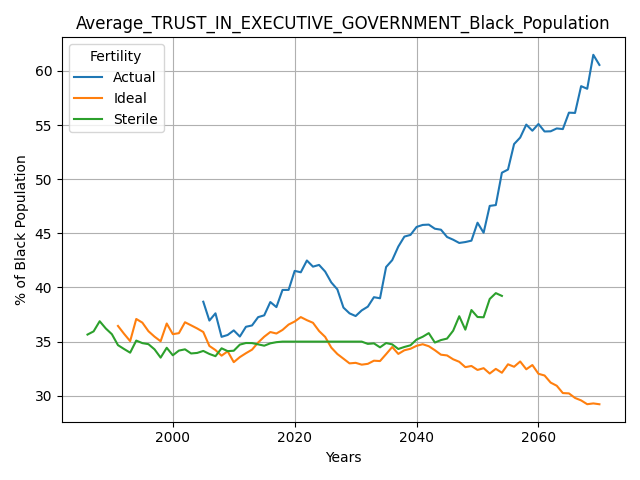 Average_TRUST_IN_EXECUTIVE_GOVERNMENT_Black_Population
Fertility
Actual
Ideal
Sterile
% of Black Population
60
55
50
45
40
35
30
2000 2020 2040 2060
Years